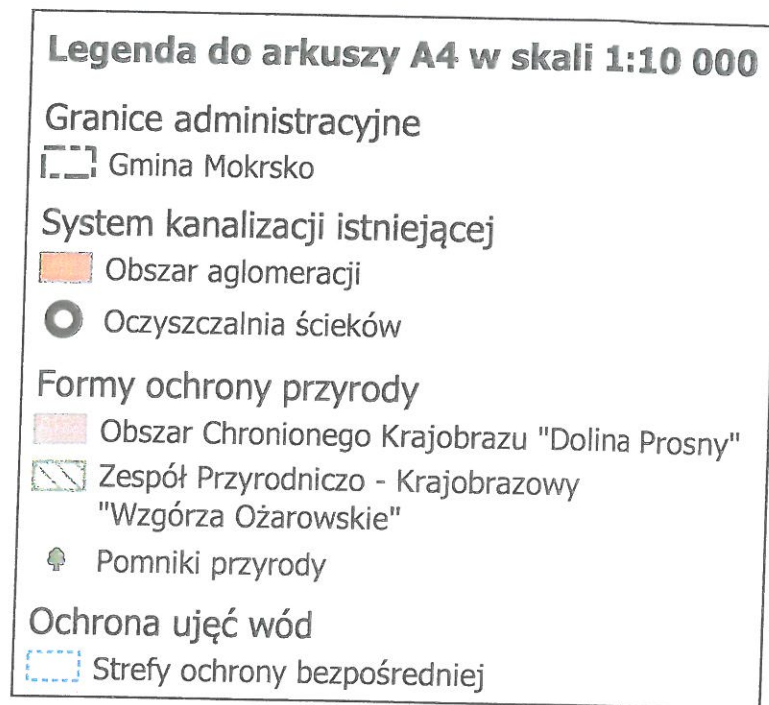 Legenda do arkuszy A4 w skali 1:10 000
Granice administracyjne
Gmina Mokrsko
System kanalizacji istniejącej
Obszar aglomeracji
Oczyszczalnia ścieków
Formy ochrony przyrody
Obszar Chronionego Krajobrazu "Dolina Prosny"
Zespół Przyrodniczo - Krajobrazowy
"Wzgórza Ożarowskie"
Pomniki przyrody
Ochrona ujęć wód
Strefy ochrony bezpośredniej